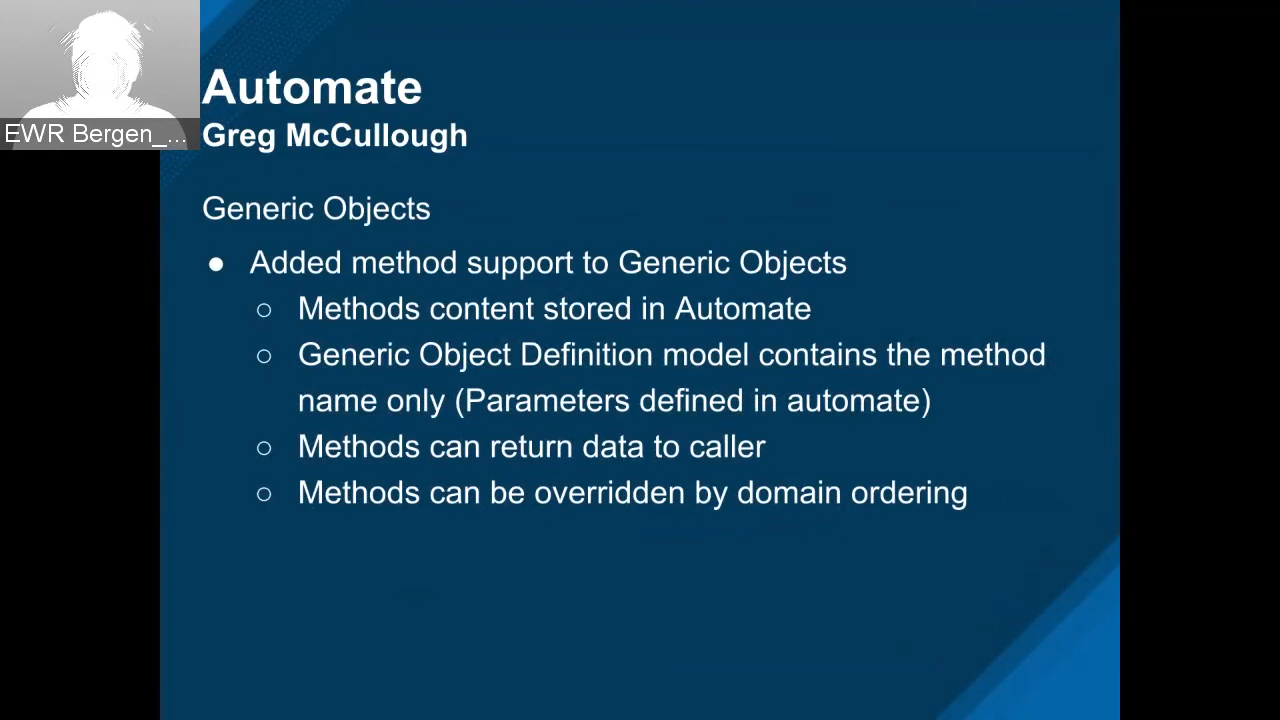 Automate
EWR Bergen_...
Greg McCullough
Generic Objects
● Added method support to Generic Objects
○ Methods content stored in Automate
○ Generic Object Definition model contains the method
name only (Parameters defined in automate)
○ Methods can return data to caller
○ Methods can be overridden by domain ordering